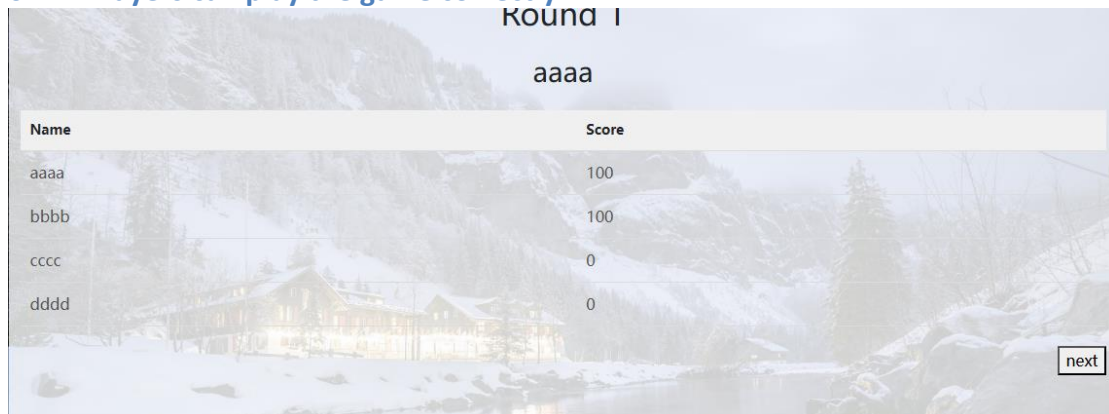 Round 1
aaaa
Name Score
aaaa 100
bbbb 100
cccc 0
dddd 0
next